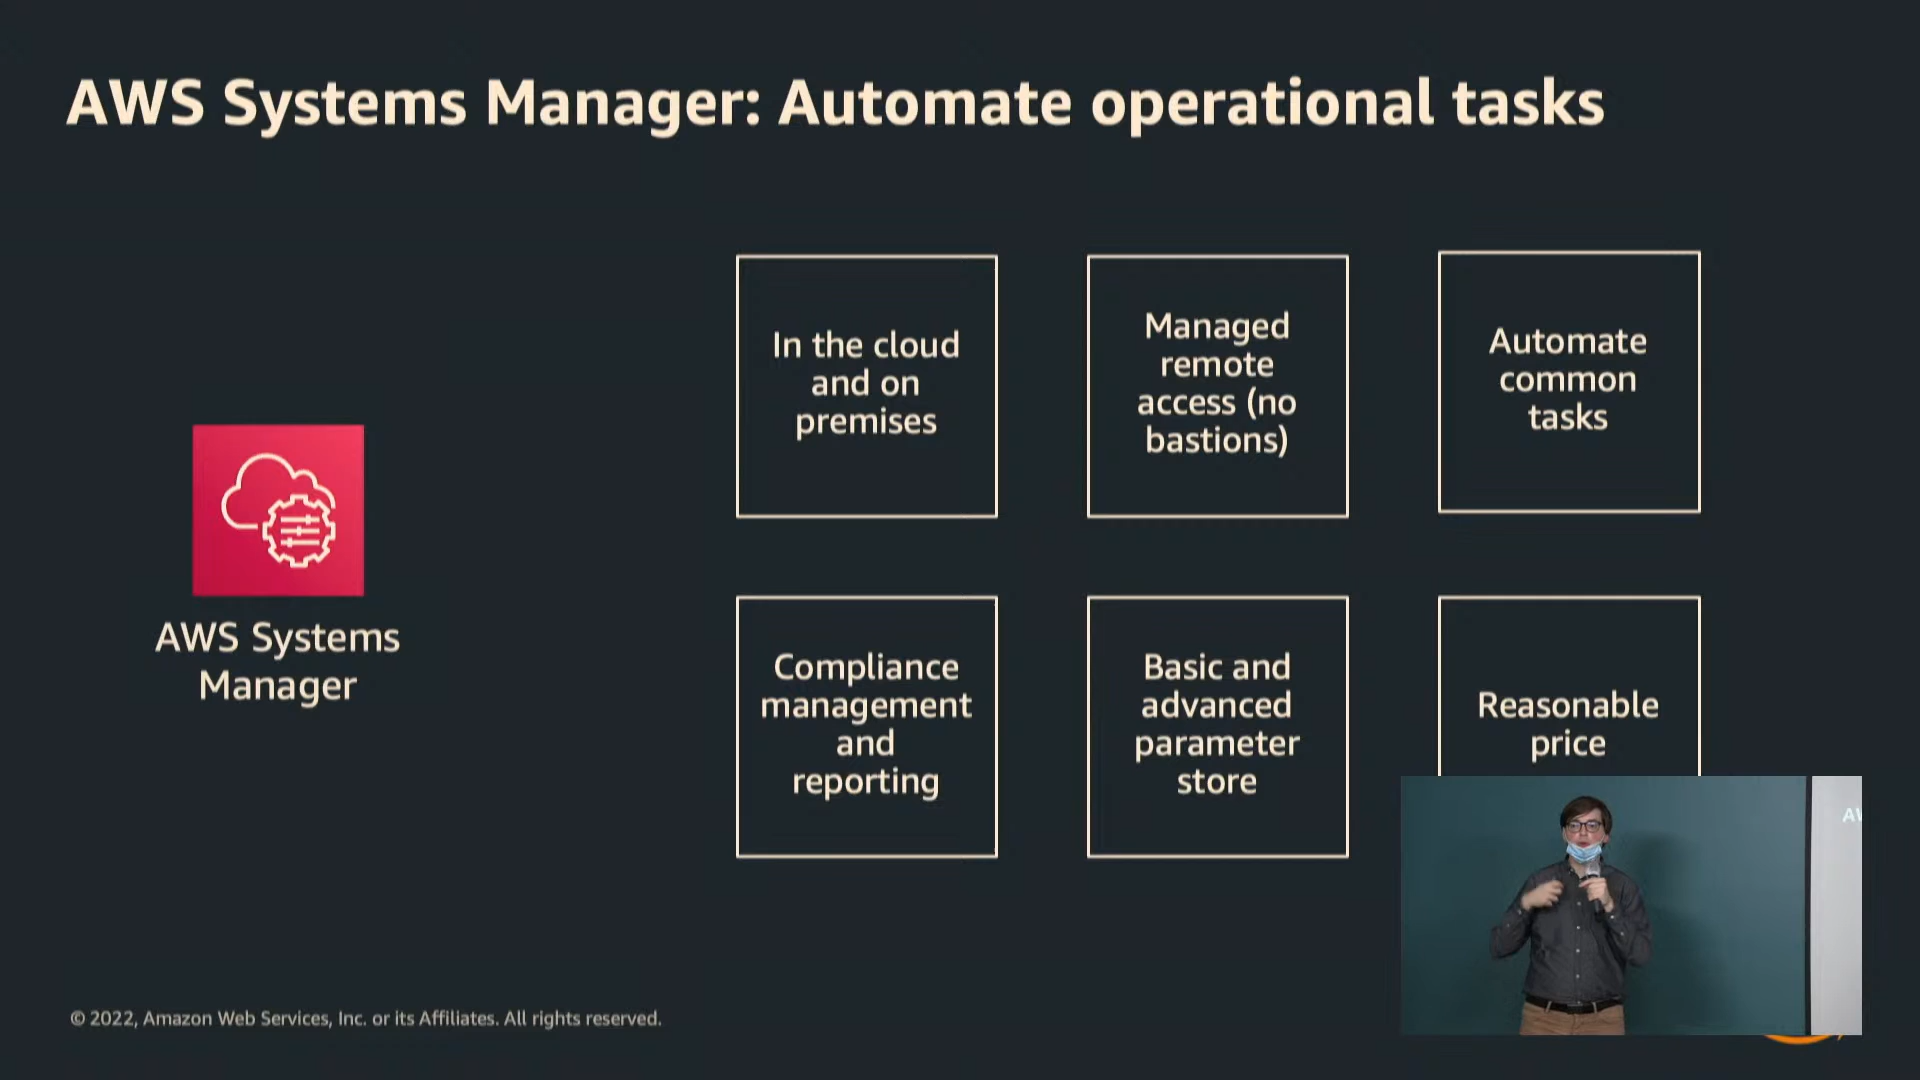 AWS Systems Manager: Automate operational tasks
In the cloud
and on
premises
Managed
remote
access (no
bastions)
Automate
common
tasks
AWS Systems
Manager
Compliance
management
and
reporting
Basic and
advanced
parameter
store
Reasonable
price
© 2022, Amazon Web Services, Inc. or its Affiliates. All rights reserved.